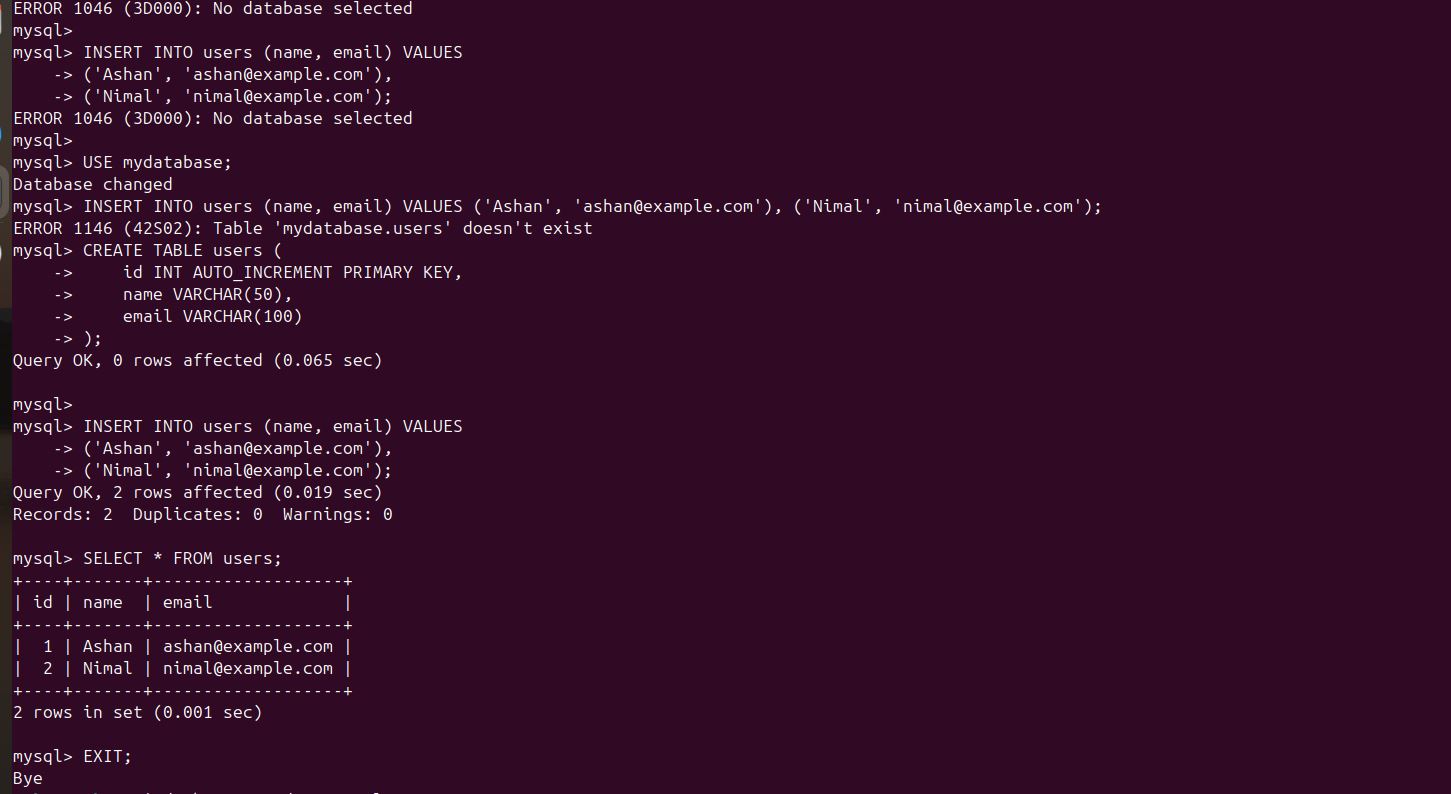 ERROR 1046 (3D000): No database selected
mysql>
mysql> INSERT INTO users (name, email) VALUES
    -> ('Ashan', 'ashan@example.com'),
    -> ('Nimal', 'nimal@example.com');
ERROR 1046 (3D000): No database selected
mysql>
mysql> USE mydatabase;
Database changed
mysql> INSERT INTO users (name, email) VALUES ('Ashan', 'ashan@example.com'), ('Nimal', 'nimal@example.com');
ERROR 1146 (42S02): Table 'mydatabase.users' doesn't exist
mysql> CREATE TABLE users (
    ->     id INT AUTO_INCREMENT PRIMARY KEY,
    ->     name VARCHAR(50),
    ->     email VARCHAR(100)
    -> );
Query OK, 0 rows affected (0.065 sec)

mysql>
mysql> INSERT INTO users (name, email) VALUES
    -> ('Ashan', 'ashan@example.com'),
    -> ('Nimal', 'nimal@example.com');
Query OK, 2 rows affected (0.019 sec)
Records: 2  Duplicates: 0  Warnings: 0

mysql> SELECT * FROM users;
+----+-------+-------------------+
| id | name  | email             |
+----+-------+-------------------+
|  1 | Ashan | ashan@example.com |
|  2 | Nimal | nimal@example.com |
+----+-------+-------------------+
2 rows in set (0.001 sec)

mysql> EXIT;
Bye